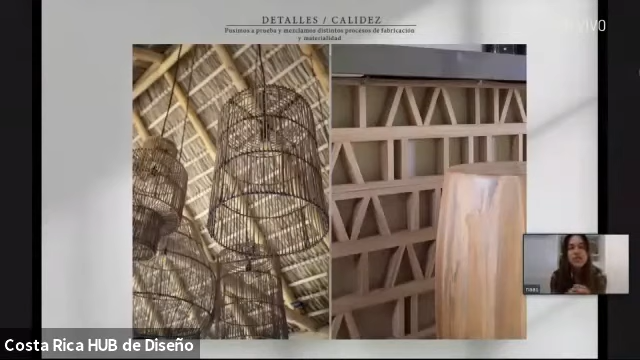 DETALLES / CALIDEZ
Pusimos a prueba y mezclamos distintos procesos de fabricación
y materialidad
VIVO
Costa Rica HUB de Diseño